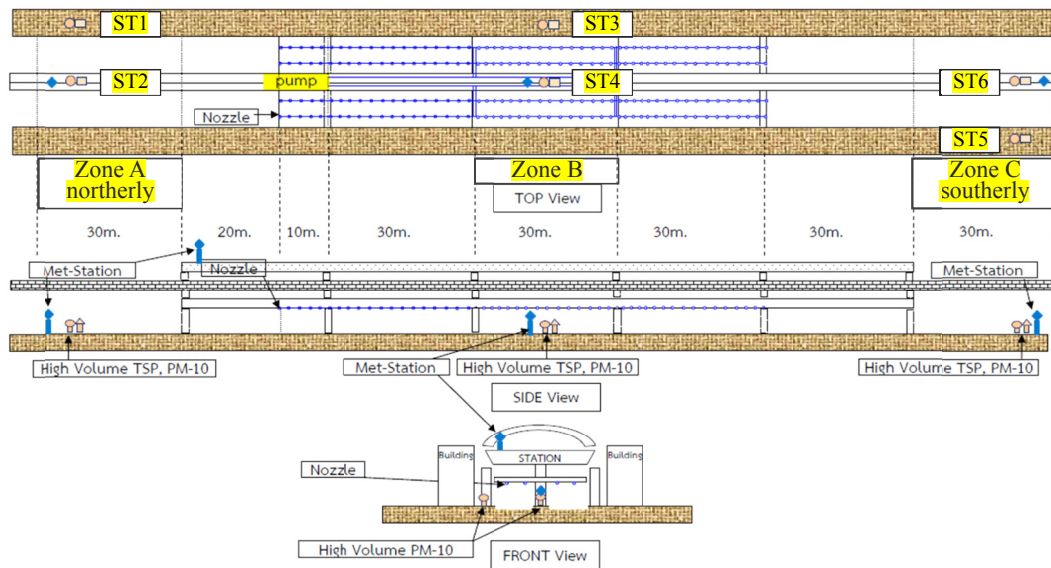 ST1
ST3
ST2
pump
ST4
ST6
Nozzle
ST5
Zone A
northerly
Zone B
Zone C
southerly
TOP View
30m.
20m.
10m.
30m.
30m.
30m.
30m.
30m.
Met-Station
Nozzle
Met-Station
High Volume TSP, PM-10
Met-Station
High Volume TSP, PM-10
High Volume TSP, PM-10
SIDE View
Building
STATION
Building
Nozzle
High Volume PM-10
FRONT View